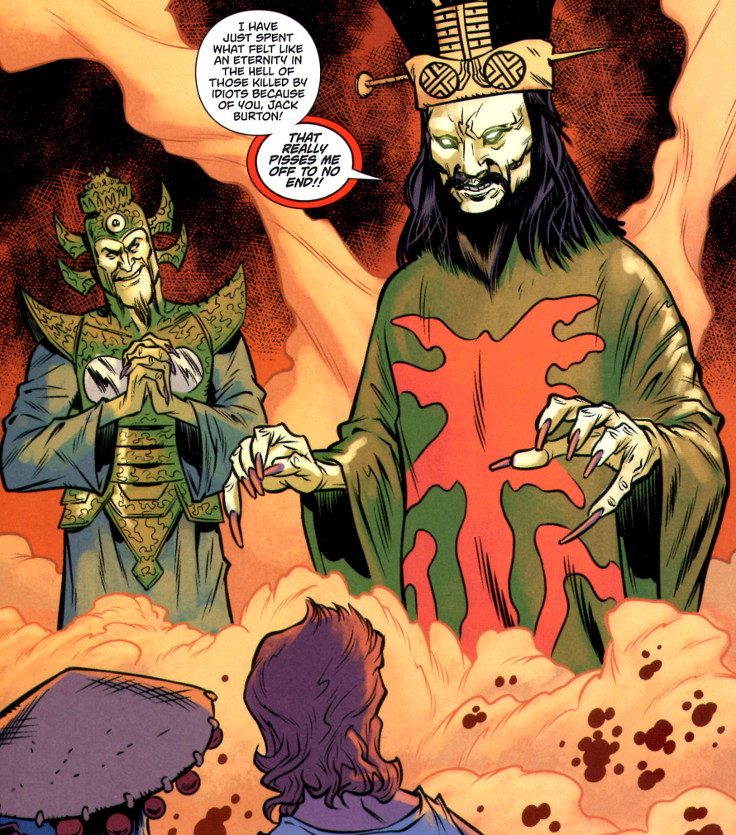 I HAVE
JUST SPENT
WHAT FELT LIKE
AN ETERNITY IN
THE HELL OF
THOSE KILLED BY
IDIOTS BECAUSE
OF YOU, JACK
BURTON!
THAT
REALLY
PISSES ME
OFF TO NO
END!!